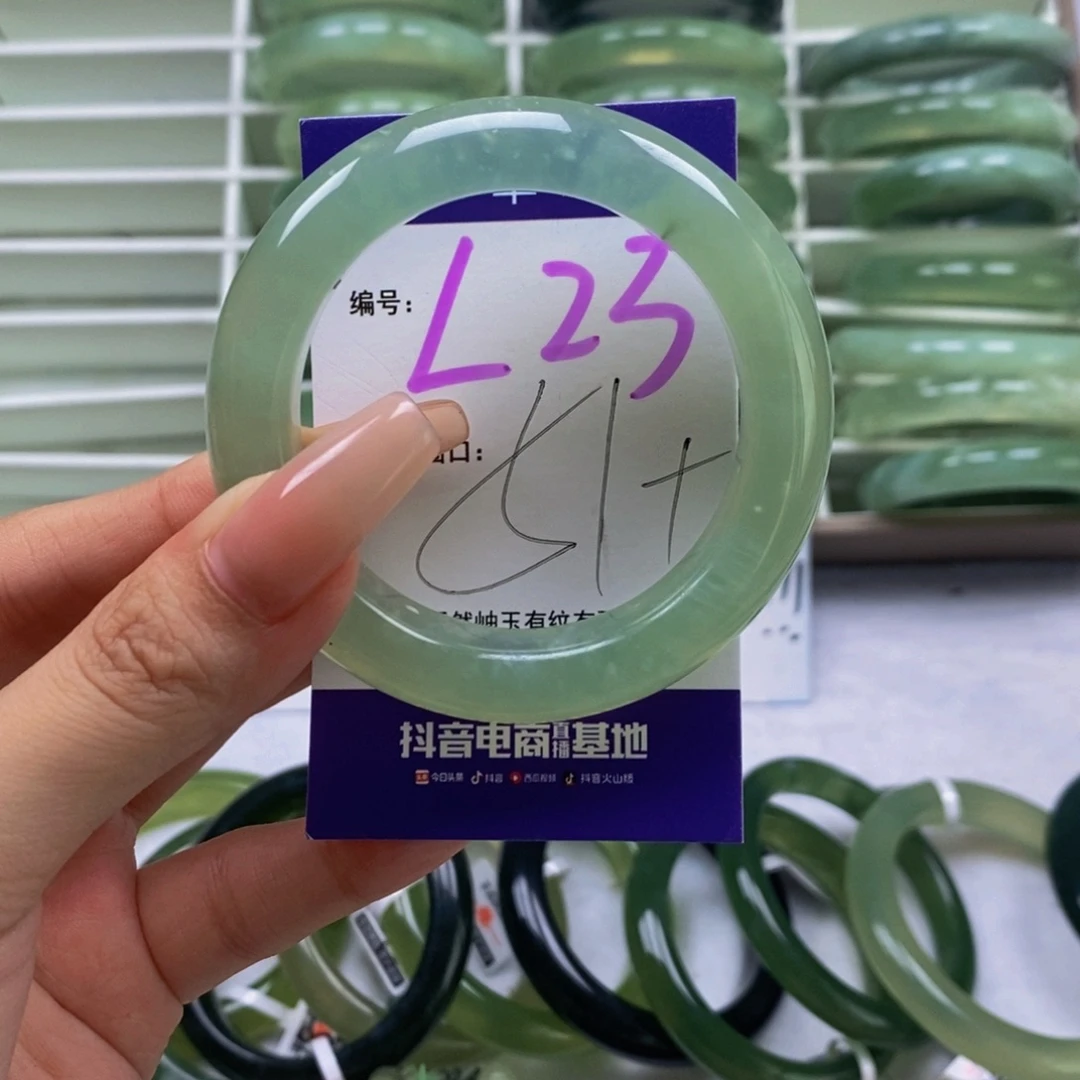 编号：L23
口：51+
然岫玉有纹
抖音电商直播基地
今日头条 抖音 西瓜视频 抖音火山版